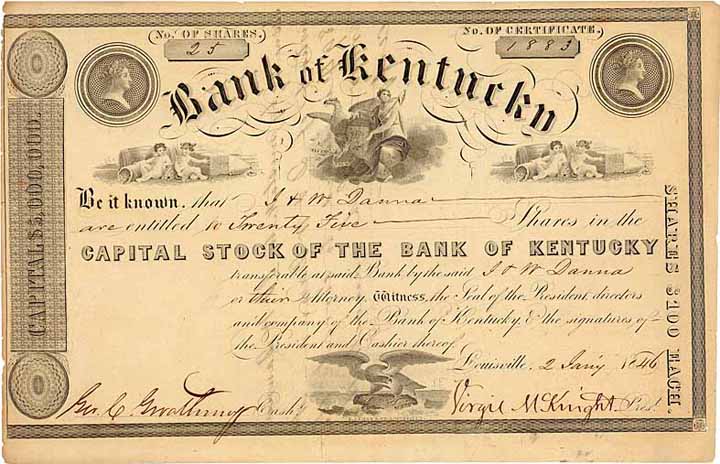 No. OF SHARES.
25
No. OF CERTIFICATE.
1883
Bank of Kentucky
Be it known, that J & W Danna
are entitled to Twenty Five Shares in the
CAPITAL STOCK OF THE BANK OF KENTUCKY
transferable at said Bank by the said J & W Danna
or their Attorney. Witness, the Seal of the President, directors
and company of the Bank of Kentucky, & the signatures of
the President and Cashier thereof.
Louisville, 2 Jan'y 1846
Geo. C. Gwathmey Cash.
Virgil McKnight Pres.
CAPITAL $5,000,000.
SHARES $100 EACH.